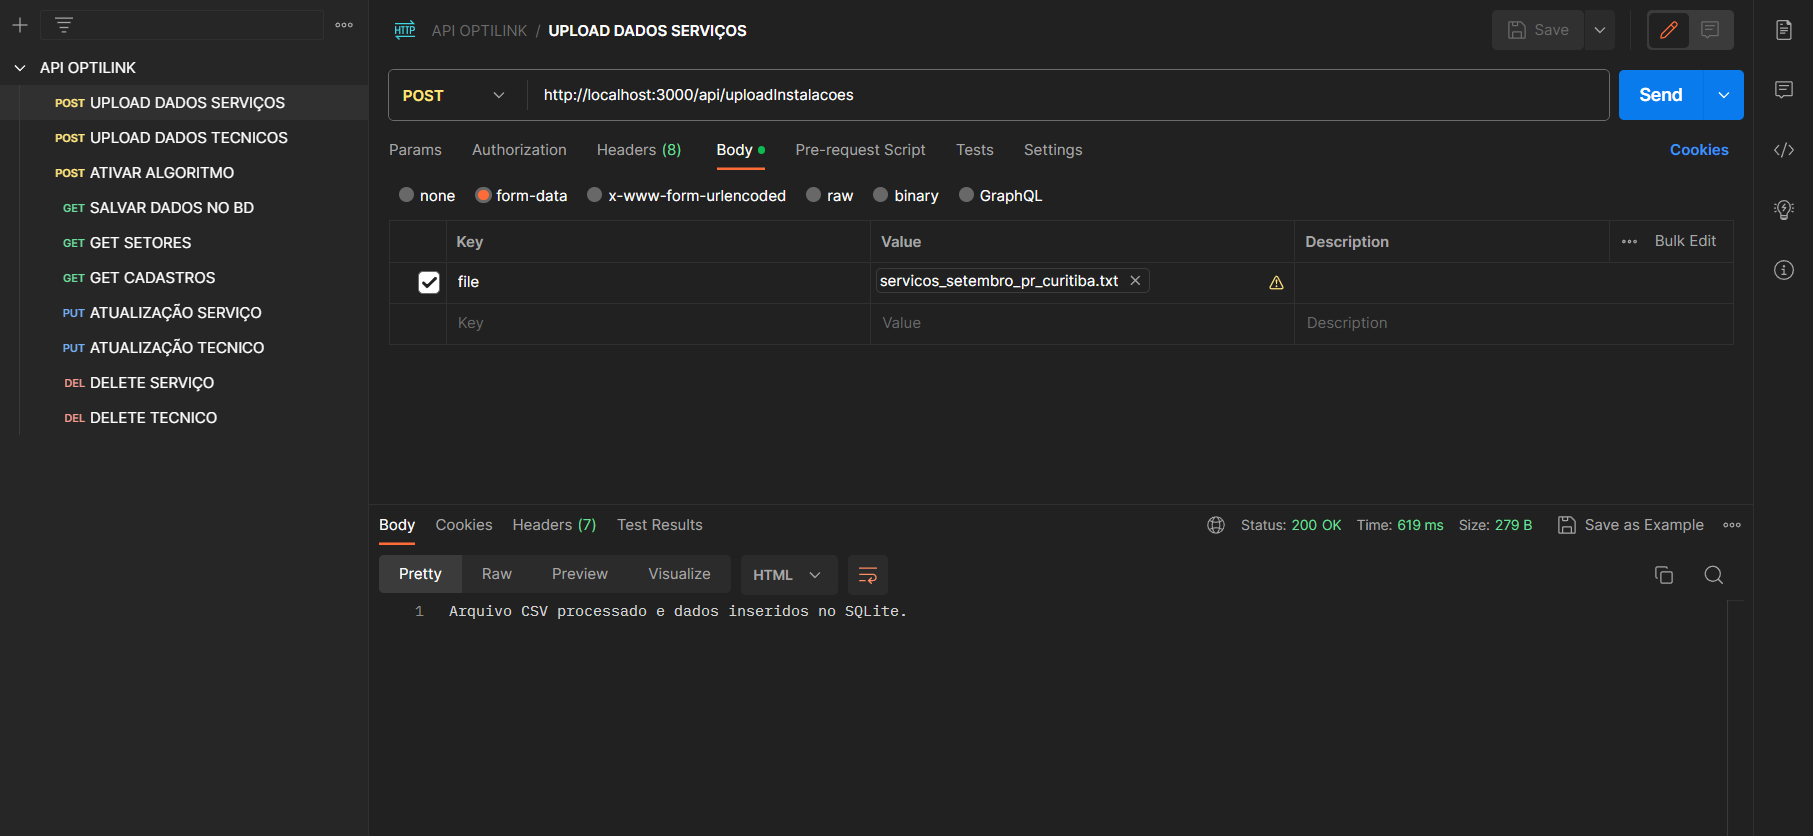 API OPTILINK
POST UPLOAD DADOS SERVIÇOS
POST UPLOAD DADOS TECNICOS
POST ATIVAR ALGORITMO
GET SALVAR DADOS NO BD
GET GET SETORES
GET GET CADASTROS
PUT ATUALIZAÇÃO SERVIÇO
PUT ATUALIZAÇÃO TECNICO
DEL DELETE SERVIÇO
DEL DELETE TECNICO
HTTP API OPTILINK / UPLOAD DADOS SERVIÇOS
Save
POST http://localhost:3000/api/uploadInstalacoes
Send
Params Authorization Headers (8) Body Pre-request Script Tests Settings Cookies
none form-data x-www-form-urlencoded raw binary GraphQL
Key Value Description Bulk Edit
file servicos_setembro_pr_curitiba.txt
Key Value Description
Body Cookies Headers (7) Test Results Status: 200 OK Time: 619 ms Size: 279 B Save as Example
Pretty Raw Preview Visualize HTML
1 Arquivo CSV processado e dados inseridos no SQLite.